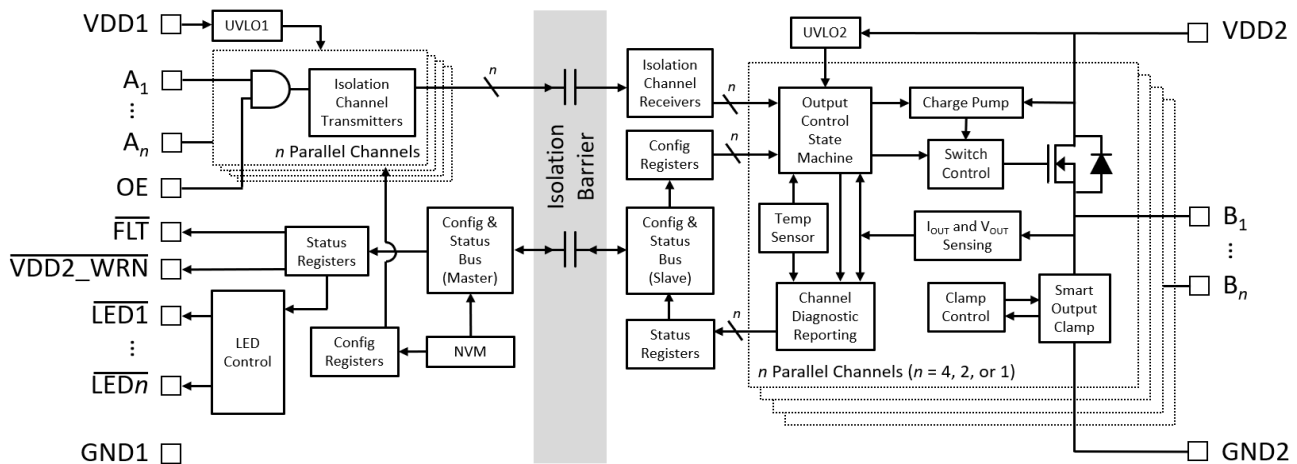 VDD1
UVLO1
A1
⋮
An
OE
Isolation
Channel
Transmitters
n Parallel Channels
n
FLT
VDD2_WRN
LED1
⋮
LEDn
GND1
Status
Registers
LED
Control
Config
Registers
NVM
Config &
Status
Bus
(Master)
Isolation
Barrier
Isolation
Channel
Receivers
n
Config
Registers
n
Config &
Status
Bus
(Slave)
Status
Registers
n
UVLO2
Output
Control
State
Machine
Charge Pump
Switch
Control
Temp
Sensor
IOUT and VOUT
Sensing
Channel
Diagnostic
Reporting
Clamp
Control
Smart
Output
Clamp
n Parallel Channels (n = 4, 2, or 1)
VDD2
B1
⋮
Bn
GND2